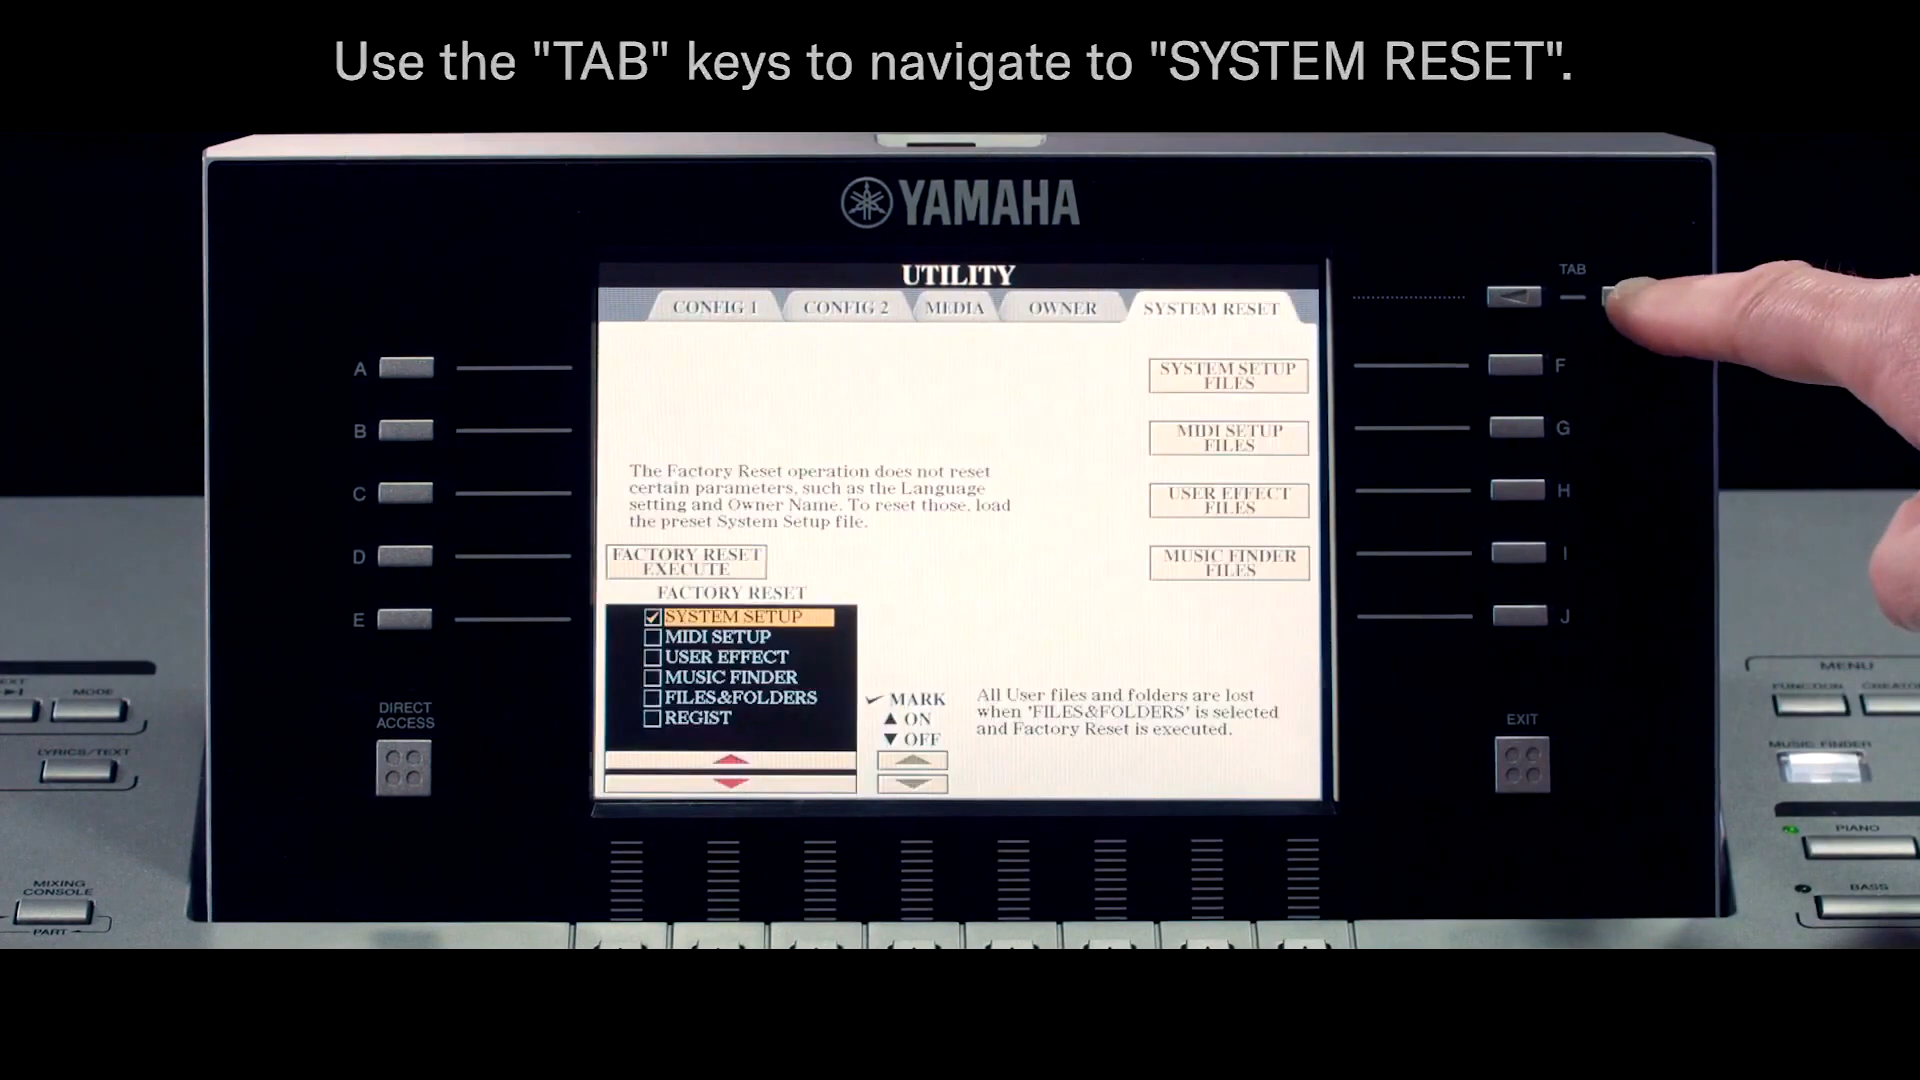 Use the "TAB" keys to navigate to "SYSTEM RESET".
YAMAHA
UTILITY
CONFIG 1 CONFIG 2 MEDIA OWNER SYSTEM RESET
TAB
A
B
C
D
E
F
G
H
I
J
SYSTEM SETUP
FILES
MIDI SETUP
FILES
USER EFFECT
FILES
MUSIC FINDER
FILES
The Factory Reset operation does not reset
certain parameters, such as the Language
setting and Owner Name. To reset those, load
the preset System Setup file.
FACTORY RESET
EXECUTE
FACTORY RESET
SYSTEM SETUP
MIDI SETUP
USER EFFECT
MUSIC FINDER
FILES&FOLDERS
REGIST
MARK
▲ ON
▼ OFF
All User files and folders are lost
when 'FILES&FOLDERS' is selected
and Factory Reset is executed.
DIRECT
ACCESS
EXIT
MODE
LYRICS/TEXT
MIXING
CONSOLE
PART
MENU
FUNCTION
MUSIC FINDER
PIANO
BASS